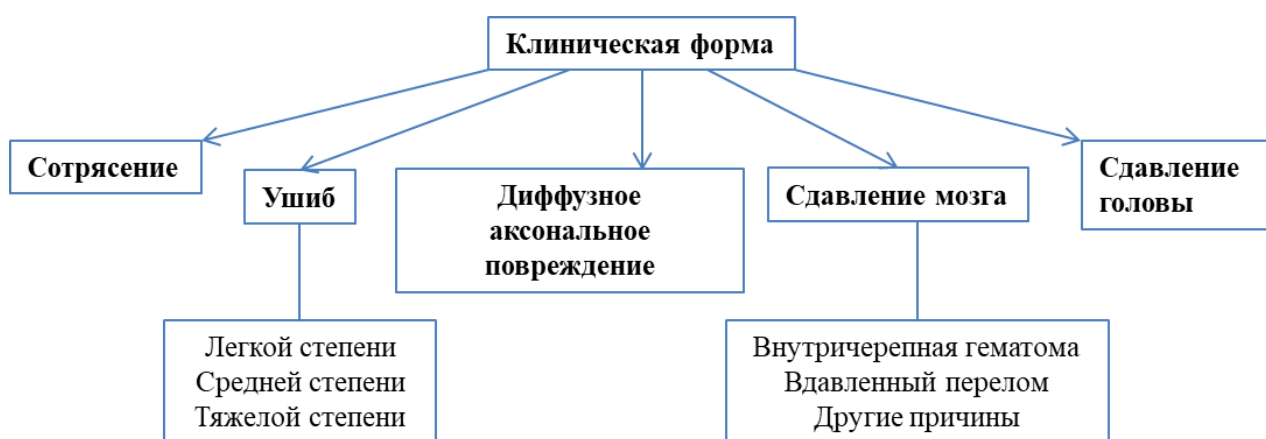 Клиническая форма
Сотрясение
Ушиб
Диффузное
аксональное
повреждение
Сдавление мозга
Сдавление
головы
Легкой степени
Средней степени
Тяжелой степени
Внутричерепная гематома
Вдавленный перелом
Другие причины